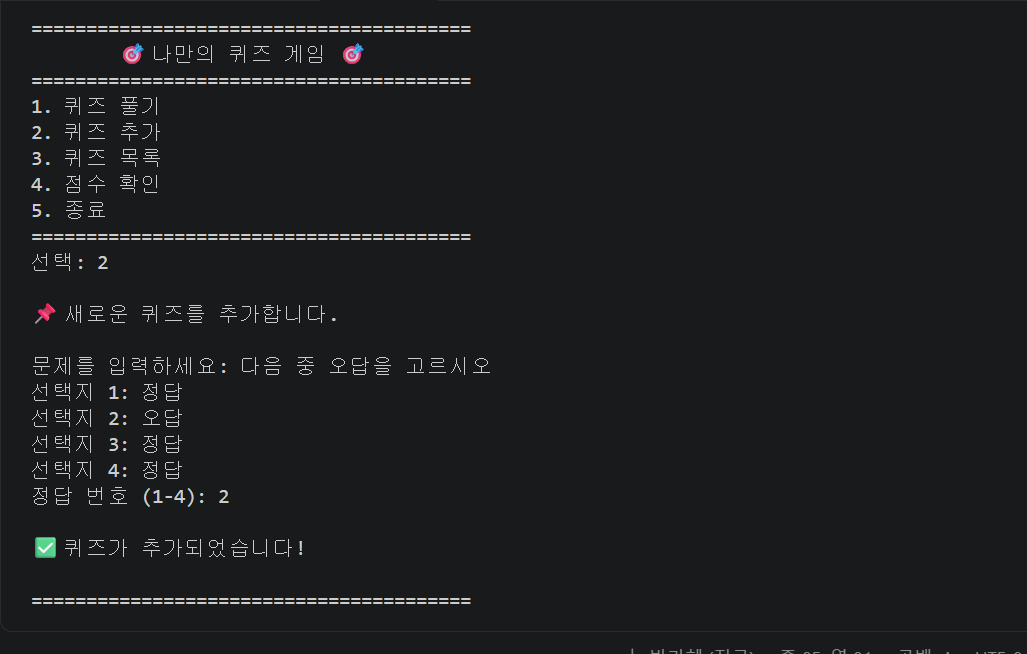 ========================================
🎯 나만의 퀴즈 게임 🎯
========================================
1. 퀴즈 풀기
2. 퀴즈 추가
3. 퀴즈 목록
4. 점수 확인
5. 종료
========================================
선택: 2
📌 새로운 퀴즈를 추가합니다.
문제를 입력하세요: 다음 중 오답을 고르시오
선택지 1: 정답
선택지 2: 오답
선택지 3: 정답
선택지 4: 정답
정답 번호 (1-4): 2
✅ 퀴즈가 추가되었습니다!
========================================